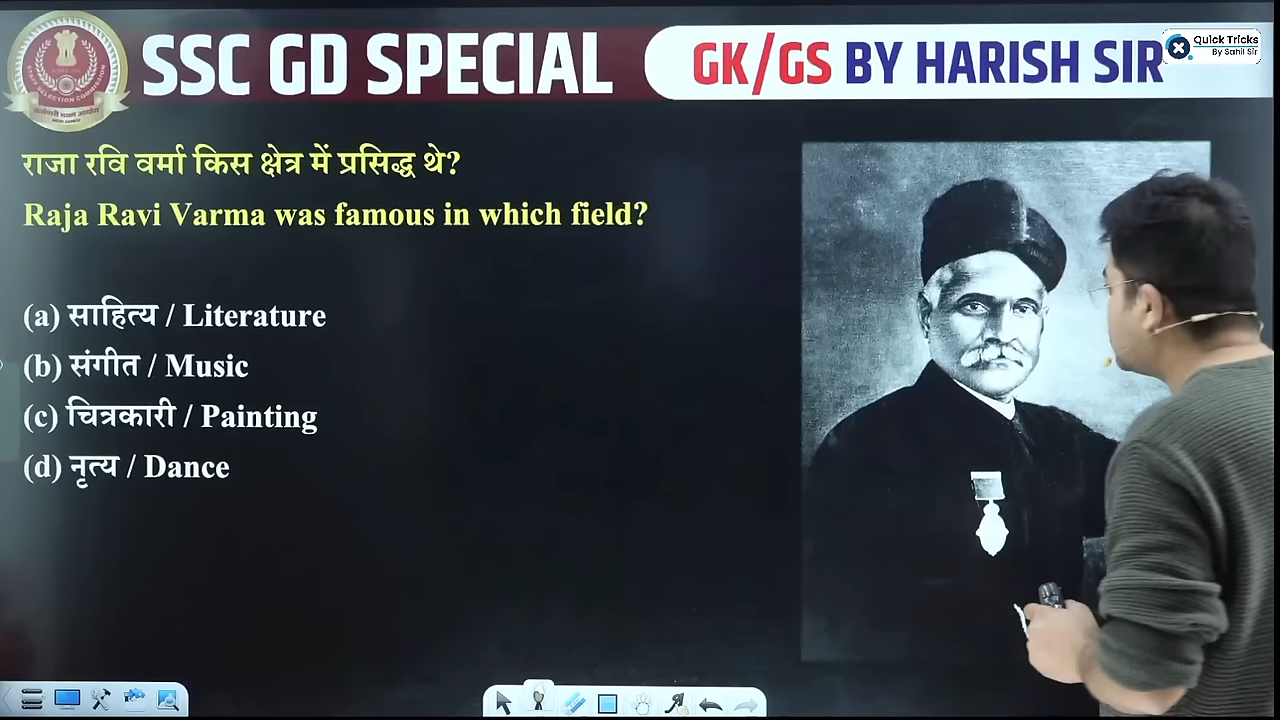 SSC GD SPECIAL
GK/GS BY HARISH SIR
Quick Tricks
By Sahil Sir
राजा रवि वर्मा किस क्षेत्र में प्रसिद्ध थे?
Raja Ravi Varma was famous in which field?
(a) साहित्य / Literature
(b) संगीत / Music
(c) चित्रकारी / Painting
(d) नृत्य / Dance